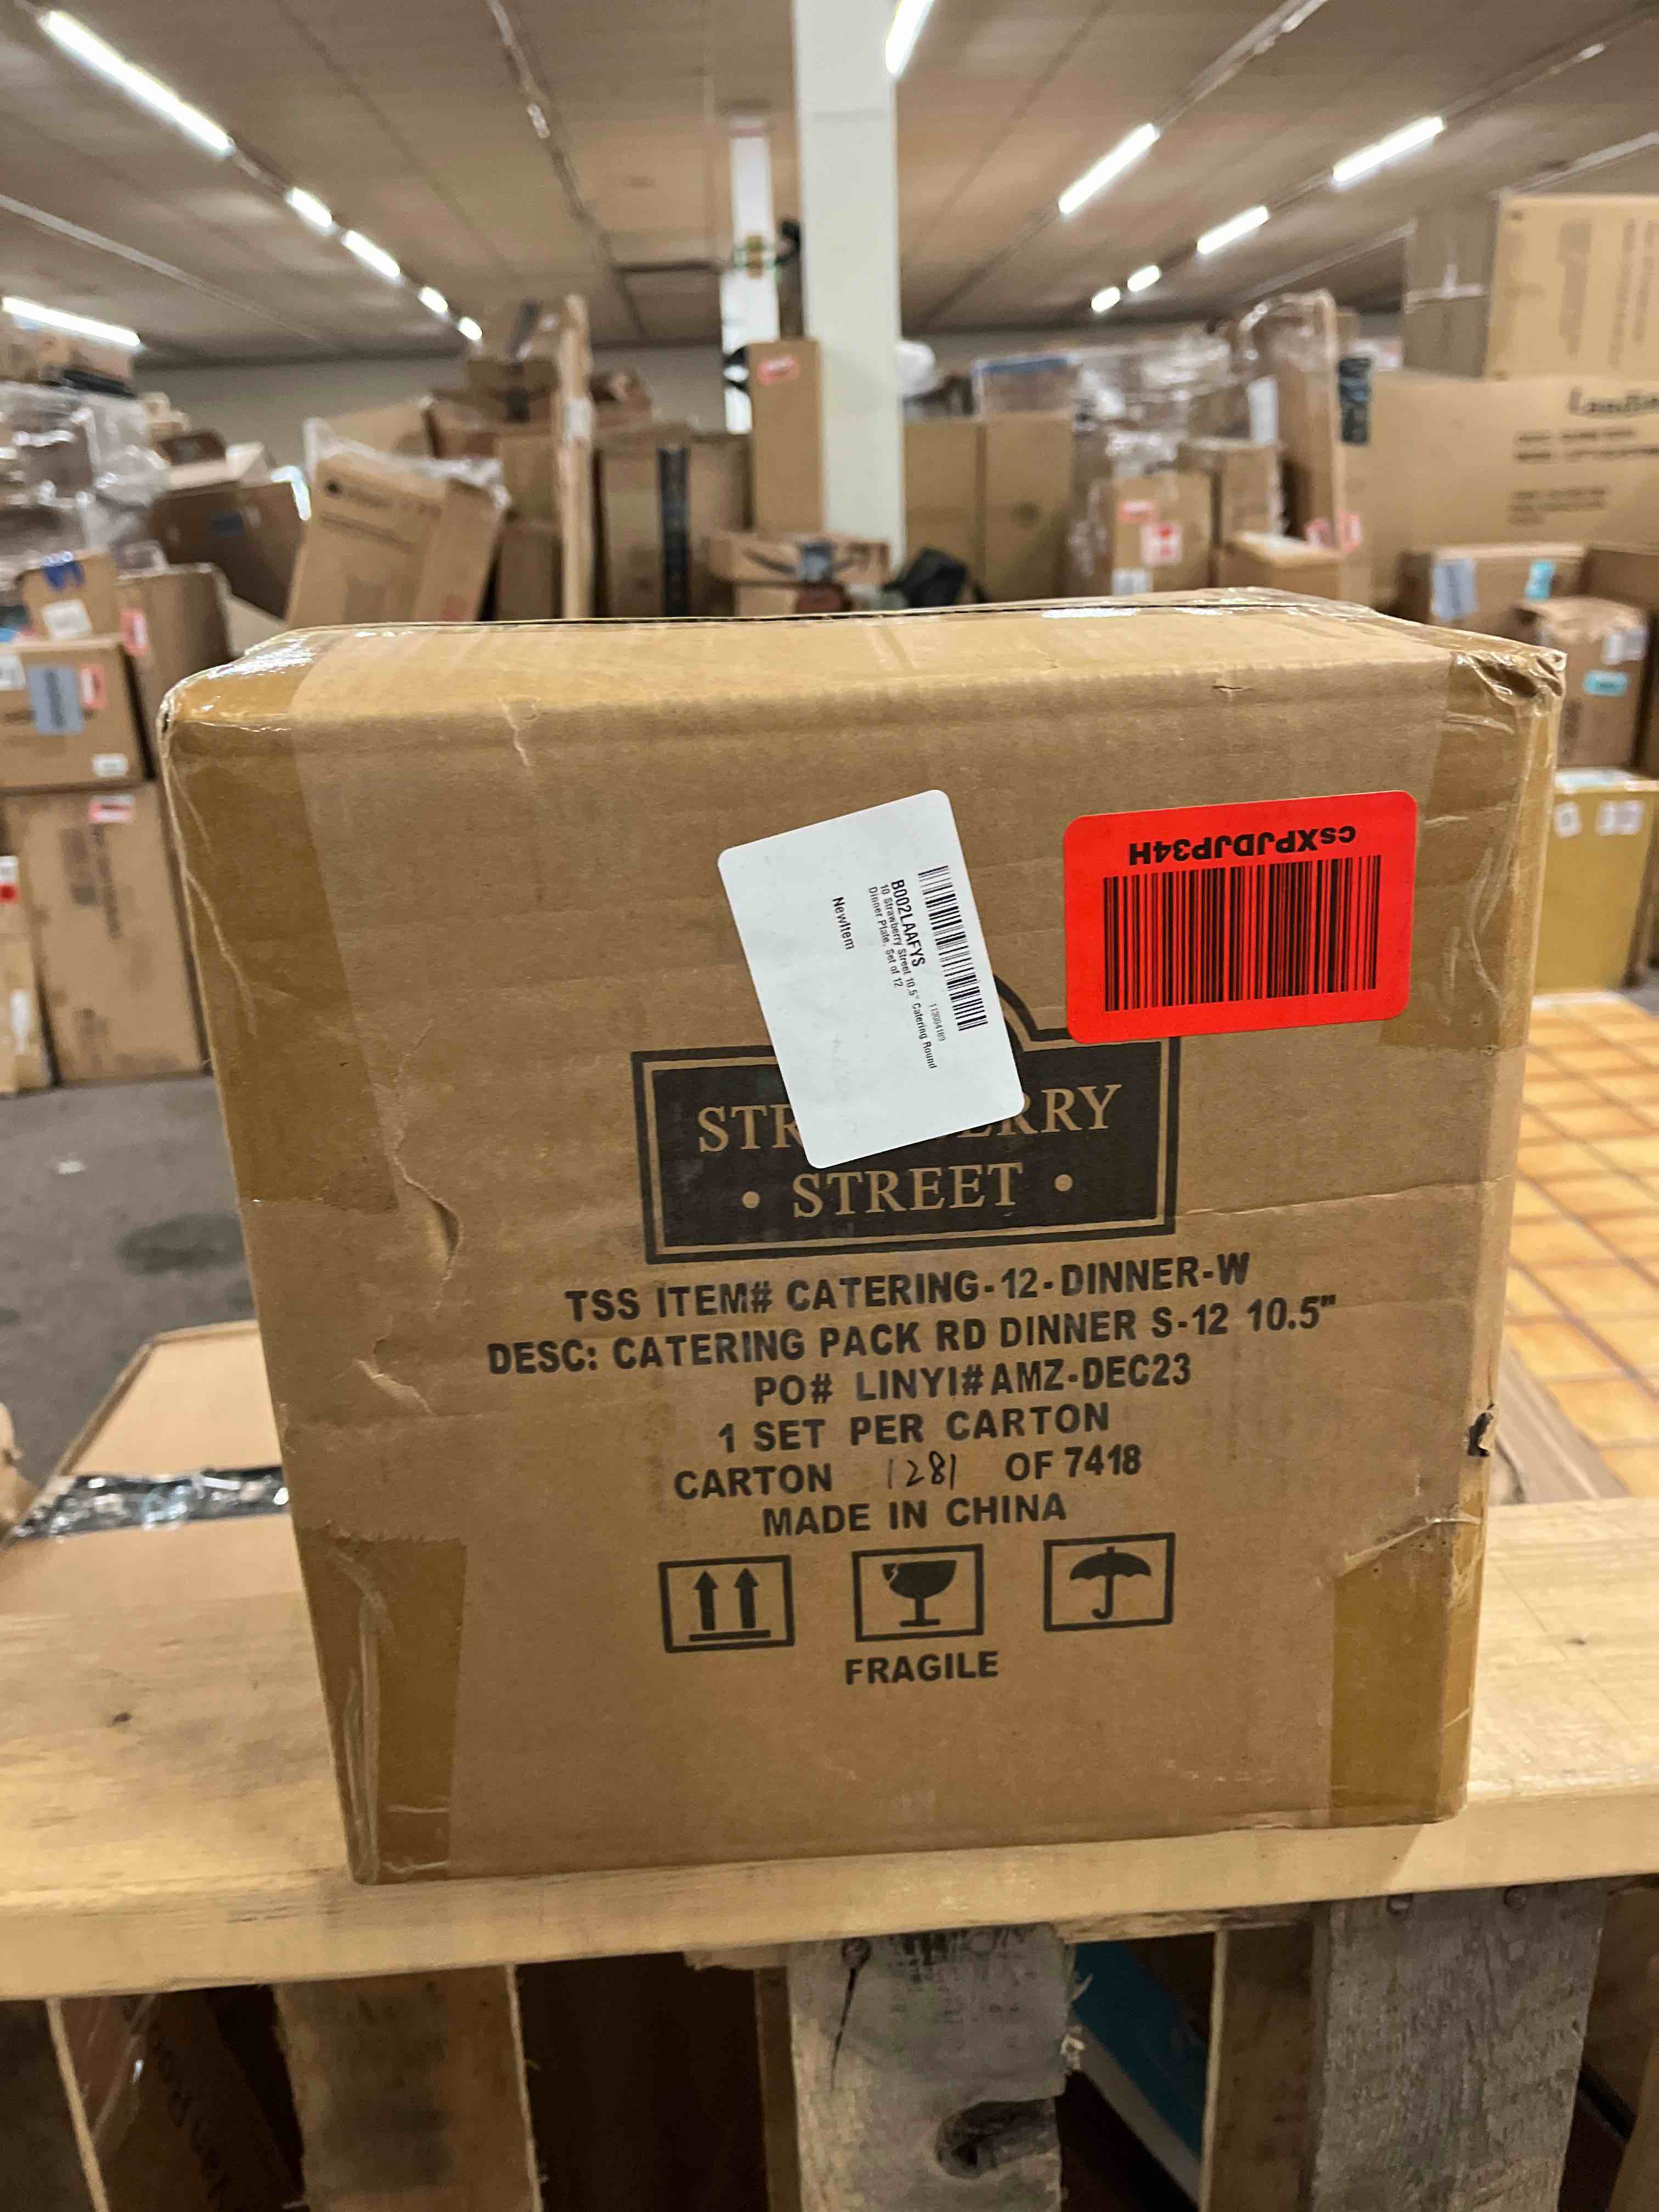 csXPJDJP34H
B002LAAFYS
10 Strawberry Street 10.5" Catering Round
Dinner Plate, Set of 12
NewItem
STR ERRY
• STREET •
TSS ITEM# CATERING-12-DINNER-W
DESC: CATERING PACK RD DINNER S-12 10.5"
PO# LINYI#AMZ-DEC23
1 SET PER CARTON
CARTON 1281 OF 7418
MADE IN CHINA
FRAGILE